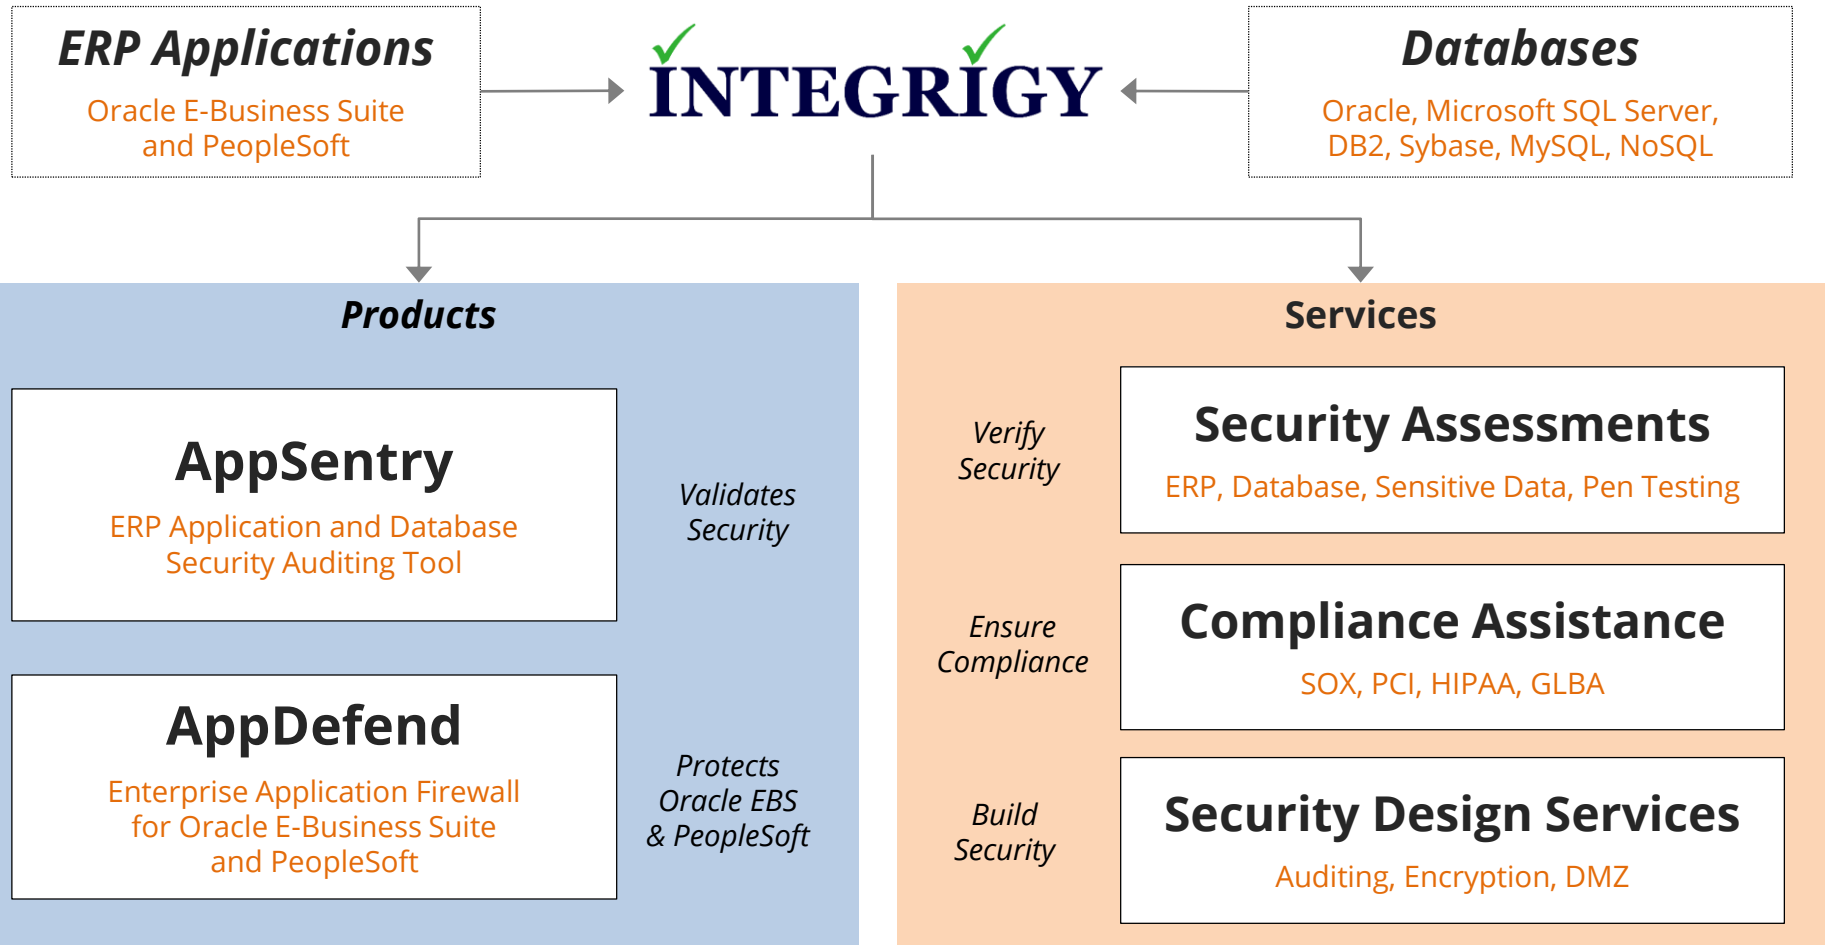 ERP Applications
Oracle E-Business Suite
and PeopleSoft
INTEGRIGY
Databases
Oracle, Microsoft SQL Server,
DB2, Sybase, MySQL, NoSQL
Products
AppSentry
ERP Application and Database
Security Auditing Tool
Validates
Security
AppDefend
Enterprise Application Firewall
for Oracle E-Business Suite
and PeopleSoft
Protects
Oracle EBS
& PeopleSoft
Services
Verify
Security
Security Assessments
ERP, Database, Sensitive Data, Pen Testing
Ensure
Compliance
Compliance Assistance
SOX, PCI, HIPAA, GLBA
Build
Security
Security Design Services
Auditing, Encryption, DMZ